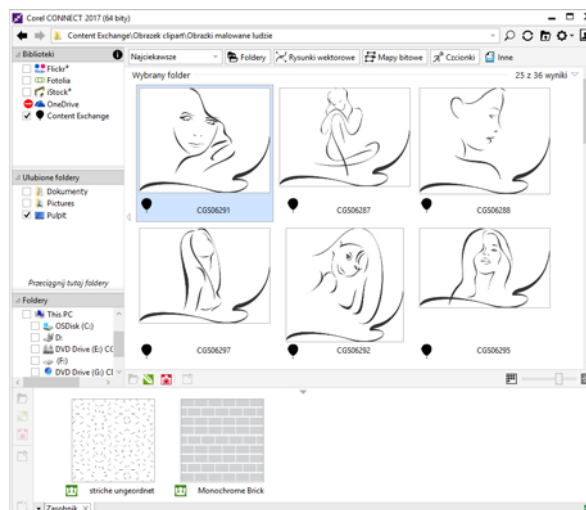 Corel CONNECT 2017 (64 bity)
Content Exchange\Obrazek clipart\Obrazki malowane ludzie
Biblioteki
Najciekawsze
Foldery
Rysunki wektorowe
Mapy bitowe
Czcionki
Inne
Flickr*
Fotolia
iStock*
OneDrive
Content Exchange
Wybrany folder
25 z 36 wyniki
CGS06291
CGS06287
CGS06288
Ulubione foldery
Dokumenty
Pictures
Pulpit
Przeciągnij tutaj foldery
CGS06297
CGS06292
CGS06295
Foldery
This PC
OSDisk (C:)
D:
DVD Drive (E:) CC
(F:)
DVD Drive (G:)
striche ungeordnet
Monochrome Brick
Zasobnik